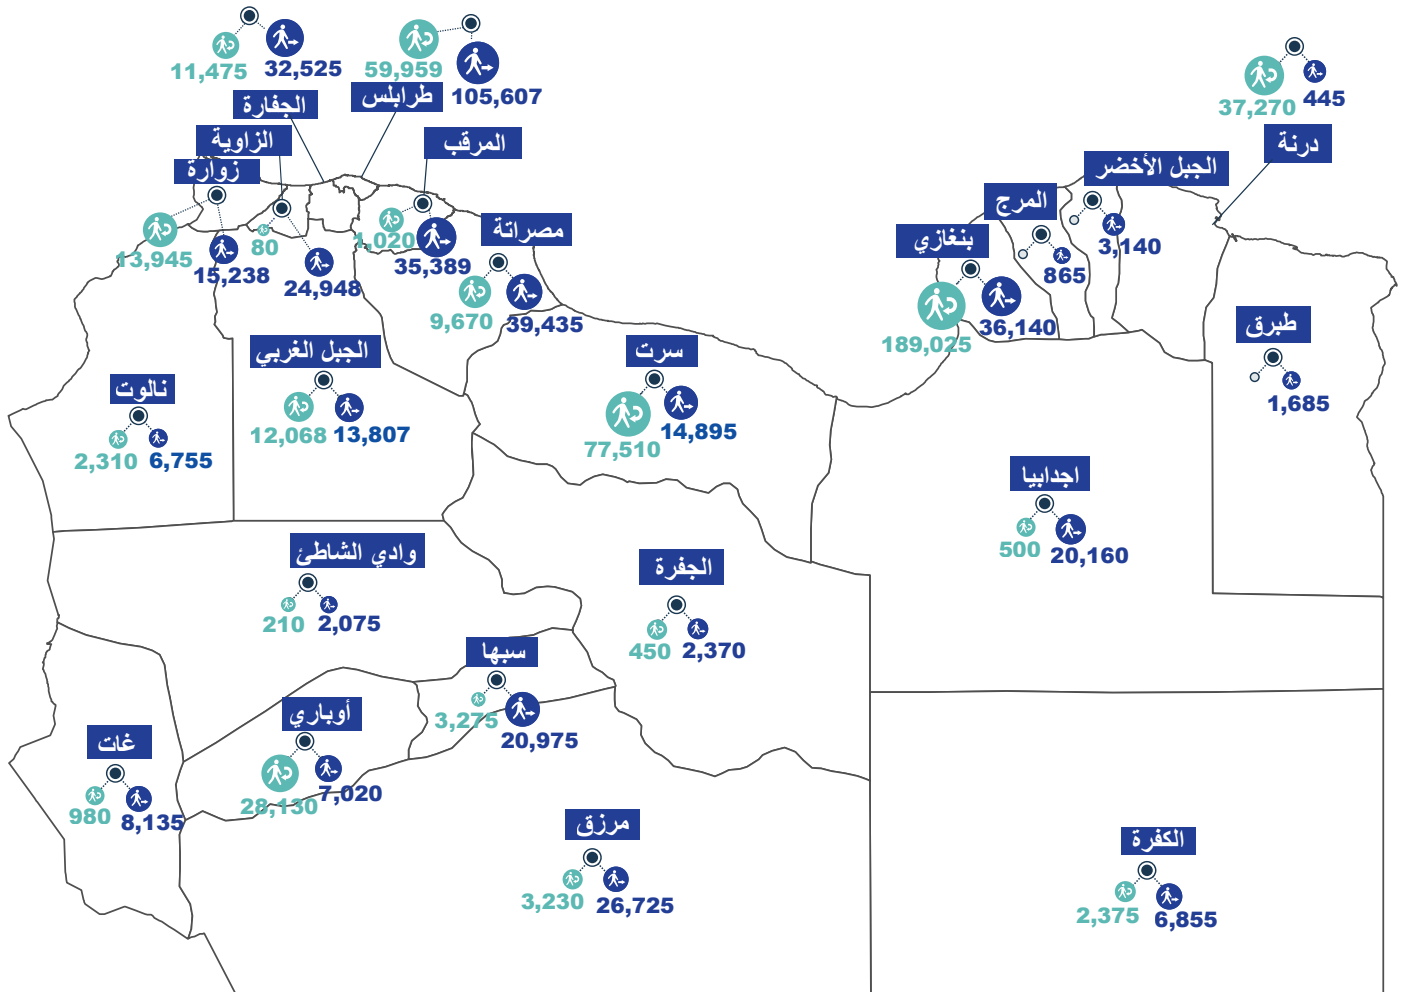 11,475
32,525
59,959
105,607
37,270
445
الجفارة
طرابلس
الزاوية
المرقب
درنة
زوارة
الجبل الأخضر
المرج
80
1,020
3,140
مصراتة
بنغازي
13,945
15,238
24,948
35,389
865
9,670
39,435
36,140
189,025
طبرق
الجبل الغربي
سرت
نالوت
1,685
12,068
13,807
14,895
77,510
2,310
6,755
اجدابيا
500
20,160
وادي الشاطئ
الجفرة
210
2,075
450
2,370
سبها
3,275
20,975
أوباري
غات
28,130
7,020
980
8,135
مرزق
الكفرة
3,230
26,725
2,375
6,855